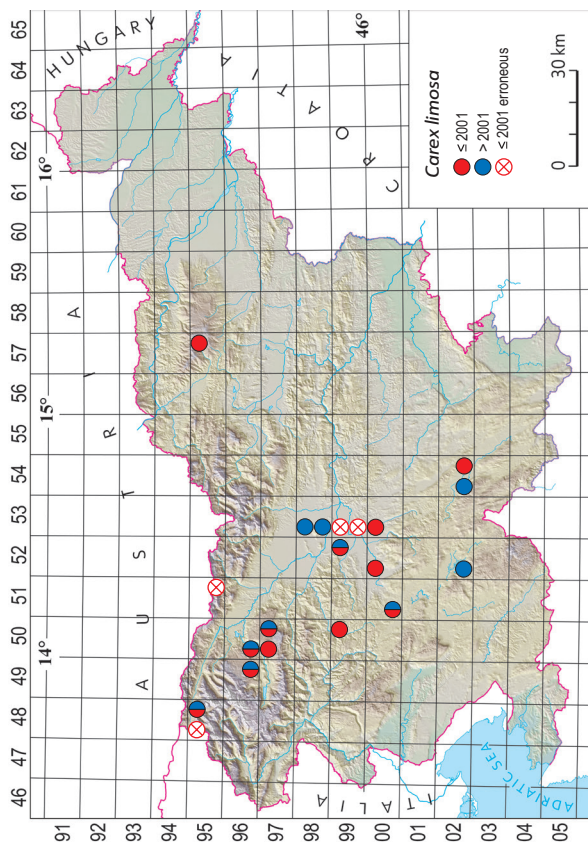 46 47 48 49 50 51 52 53 54 55 56 57 58 59 60 61 62 63 64 65
14° 15° 16°
91
92
93
94
95
96
97
98
99
00
01
02
03
04
05
A U S T R I A
HUNGARY
C R O A T I A
I T A L I A
ADRIATIC SEA
46°
Carex limosa
≤ 2001
> 2001
≤ 2001 erroneous
0 30 km